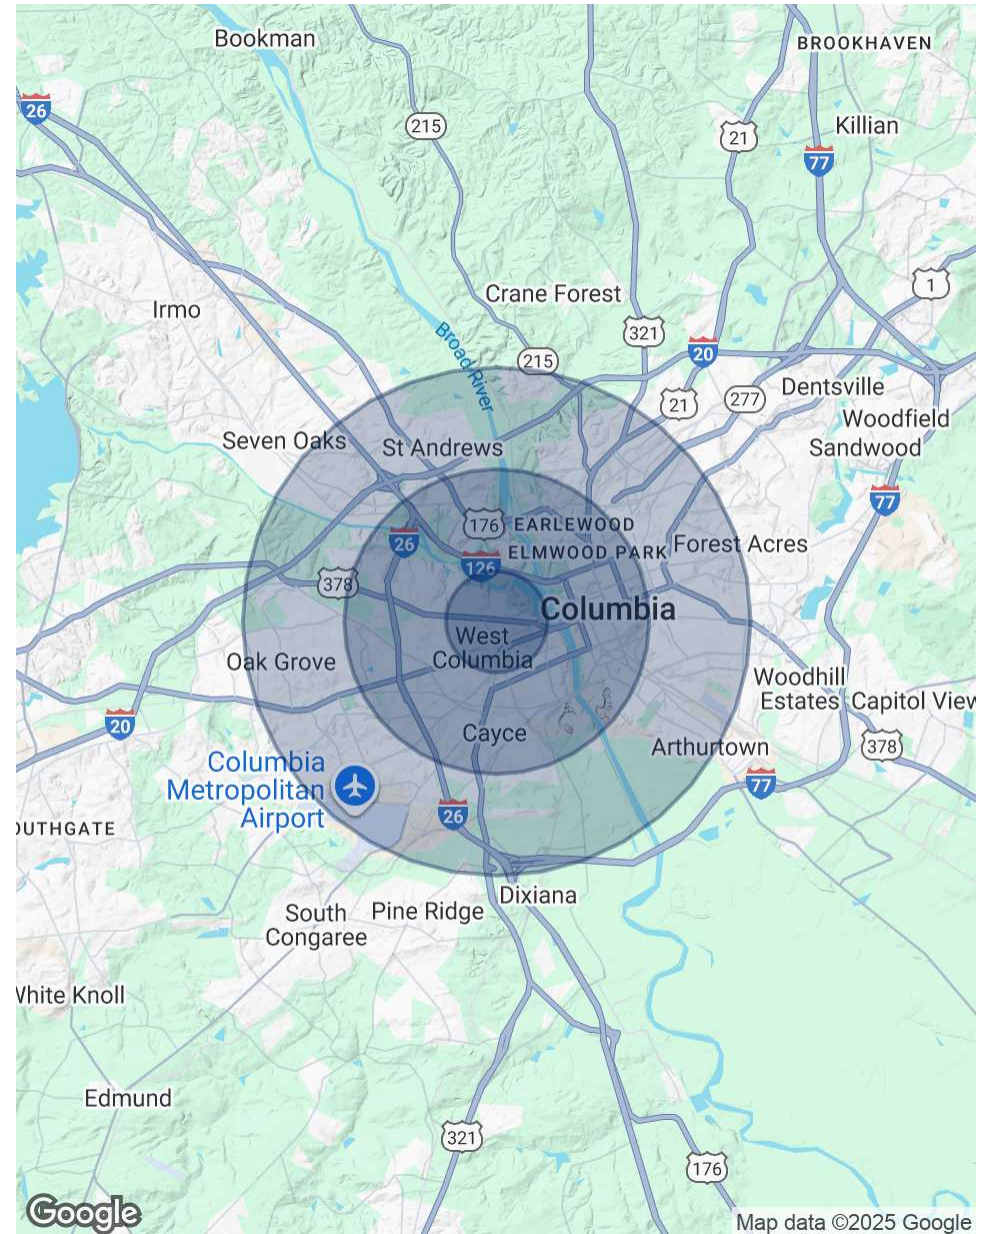 Bookman
BROOKHAVEN
26
215
21
Killian
77
1
Irmo
Crane Forest
321
Broad River
20
215
21
277
Dentsville
Woodfield
Sandwood
Seven Oaks
St Andrews
77
176
EARLEWOOD
26
ELMWOOD PARK
Forest Acres
126
378
Columbia
West
Columbia
Oak Grove
Woodhill
Estates
Capitol View
20
Cayce
Arthurtown
378
Columbia
Metropolitan
Airport
77
26
OUTHGATE
Dixiana
South
Congaree
Pine Ridge
White Knoll
Edmund
321
176
Google
Map data ©2025 Google